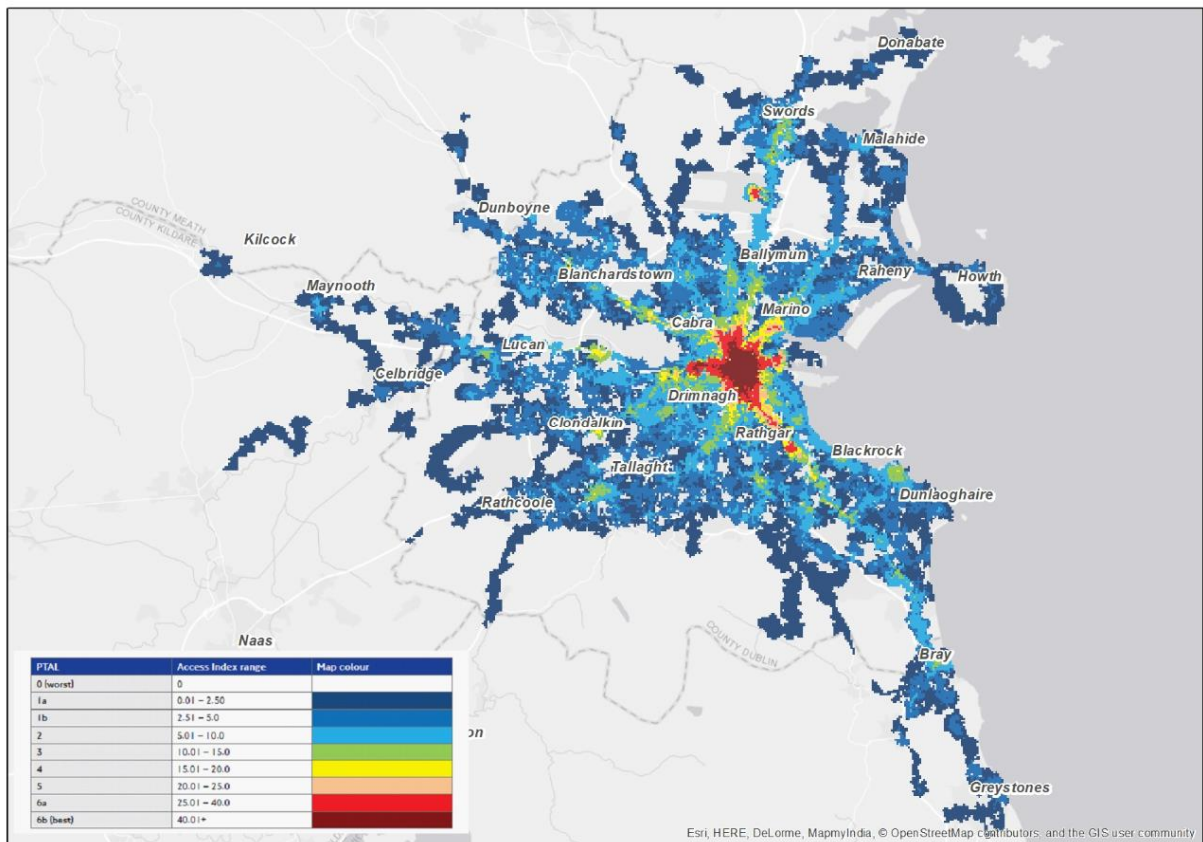 Donabate
Swords
Malahide
Dunboyne
COUNTY MEATH
COUNTY KILDARE
Kilcock
Ballymun
Blanchardstown
Raheny
Howth
Maynooth
Marino
Cabra
Lucan
Celbridge
Drimnagh
Clondalkin
Rathgar
Blackrock
Tallaght
Dunlaoghaire
Rathcoole
Naas
COUNTY DUBLIN
Bray
PTAL Access Index range Map colour
0 (worst) 0
1a 0.01 – 2.50
1b 2.51 – 5.0
2 5.01 – 10.0
3 10.01 – 15.0
4 15.01 – 20.0
5 20.01 – 25.0
6a 25.01 – 40.0
6b (best) 40.01+
on
Greystones
Esri, HERE, DeLorme, MapmyIndia, © OpenStreetMap contributors, and the GIS user community